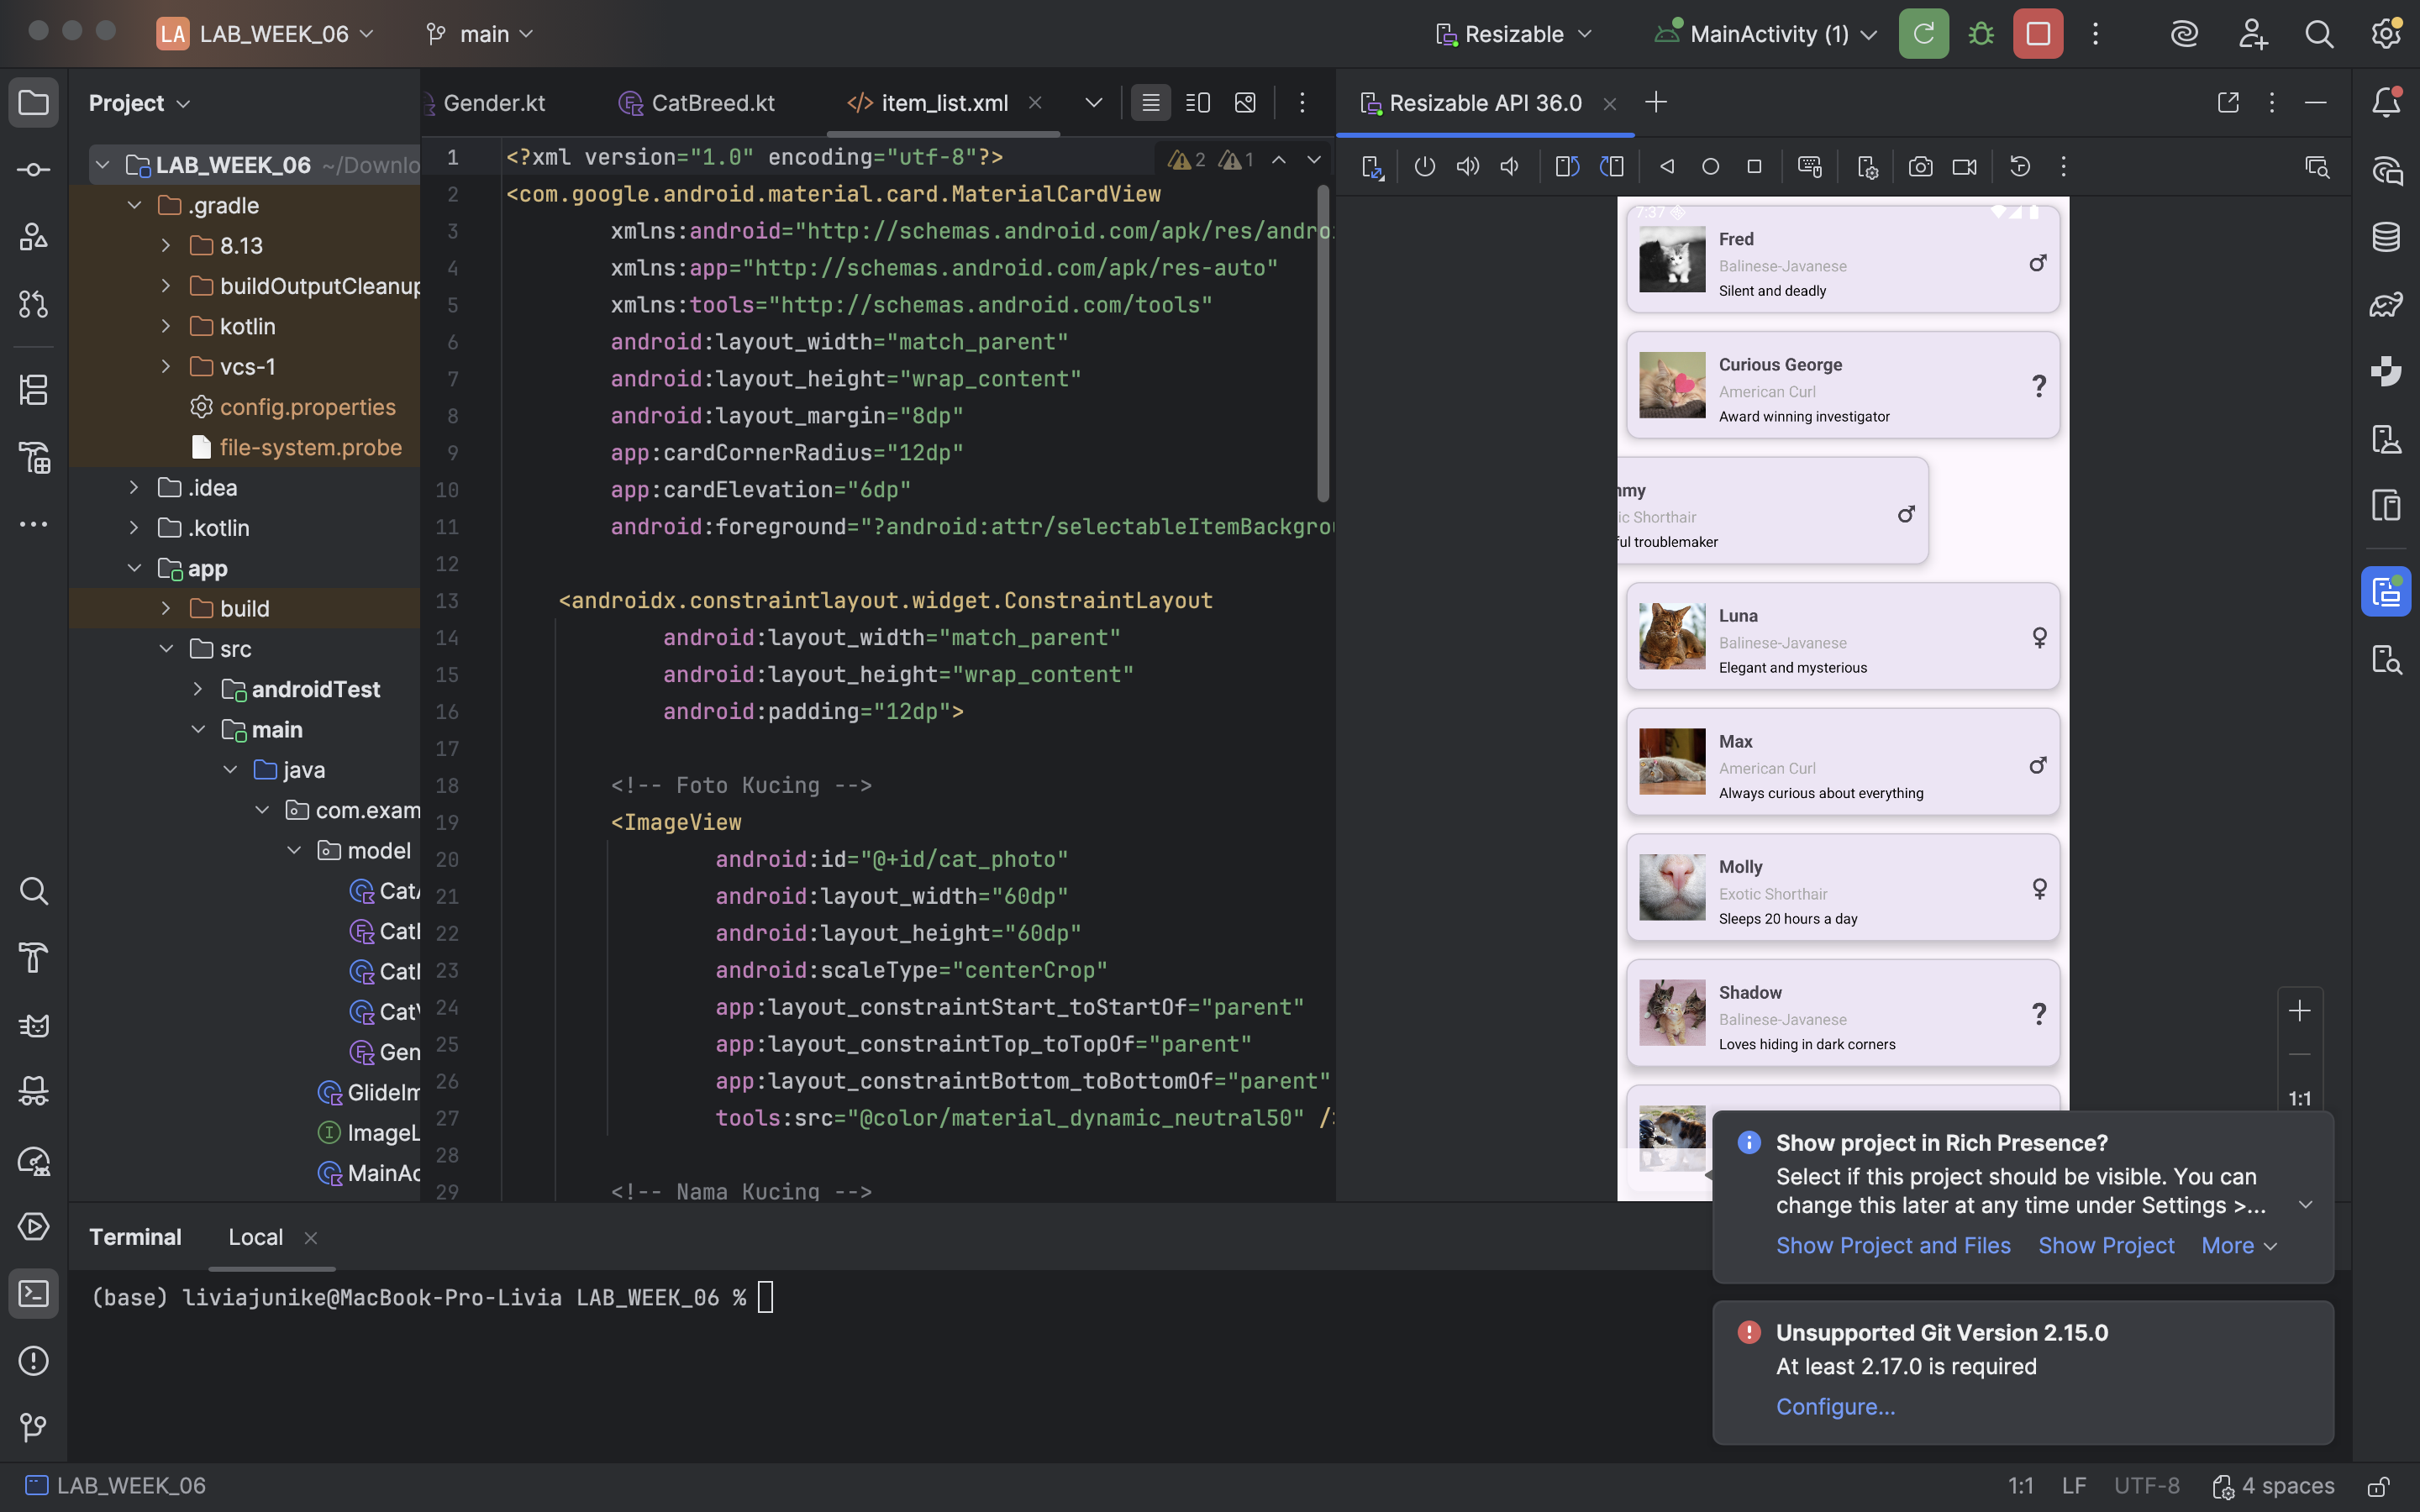 LA LAB_WEEK_06
main
Resizable
MainActivity (1)
Project
Gender.kt
CatBreed.kt
item_list.xml
Resizable API 36.0
LAB_WEEK_06 ~/Downlo
.gradle
8.13
buildOutputCleanup
kotlin
vcs-1
config.properties
file-system.probe
.idea
.kotlin
app
build
src
androidTest
main
java
com.exam
model
Cat
Cat
Cat
Cat
Gen
GlideIm
ImageL
MainAc
2 1
1 <?xml version="1.0" encoding="utf-8"?>
2 <com.google.android.material.card.MaterialCardView
3 xmlns:android="http://schemas.android.com/apk/res/andro
4 xmlns:app="http://schemas.android.com/apk/res-auto"
5 xmlns:tools="http://schemas.android.com/tools"
6 android:layout_width="match_parent"
7 android:layout_height="wrap_content"
8 android:layout_margin="8dp"
9 app:cardCornerRadius="12dp"
10 app:cardElevation="6dp"
11 android:foreground="?android:attr/selectableItemBackgrou
12
13 <androidx.constraintlayout.widget.ConstraintLayout
14 android:layout_width="match_parent"
15 android:layout_height="wrap_content"
16 android:padding="12dp">
17
18 <!-- Foto Kucing -->
19 <ImageView
20 android:id="@+id/cat_photo"
21 android:layout_width="60dp"
22 android:layout_height="60dp"
23 android:scaleType="centerCrop"
24 app:layout_constraintStart_toStartOf="parent"
25 app:layout_constraintTop_toTopOf="parent"
26 app:layout_constraintBottom_toBottomOf="parent"
27 tools:src="@color/material_dynamic_neutral50" />
28
29 <!-- Nama Kucing -->
7:37
Fred
Balinese-Javanese
Silent and deadly
♂
Curious George
American Curl
Award winning investigator
?
mmy
ic Shorthair
ful troublemaker
♂
Luna
Balinese-Javanese
Elegant and mysterious
♀
Max
American Curl
Always curious about everything
♂
Molly
Exotic Shorthair
Sleeps 20 hours a day
♀
Shadow
Balinese-Javanese
Loves hiding in dark corners
?
1:1
Show project in Rich Presence?
Select if this project should be visible. You can
change this later at any time under Settings >...
Show Project and Files Show Project More
Unsupported Git Version 2.15.0
At least 2.17.0 is required
Configure...
Terminal
Local
(base) liviajunike@MacBook-Pro-Livia LAB_WEEK_06 %
LAB_WEEK_06
1:1
LF
UTF-8
4 spaces